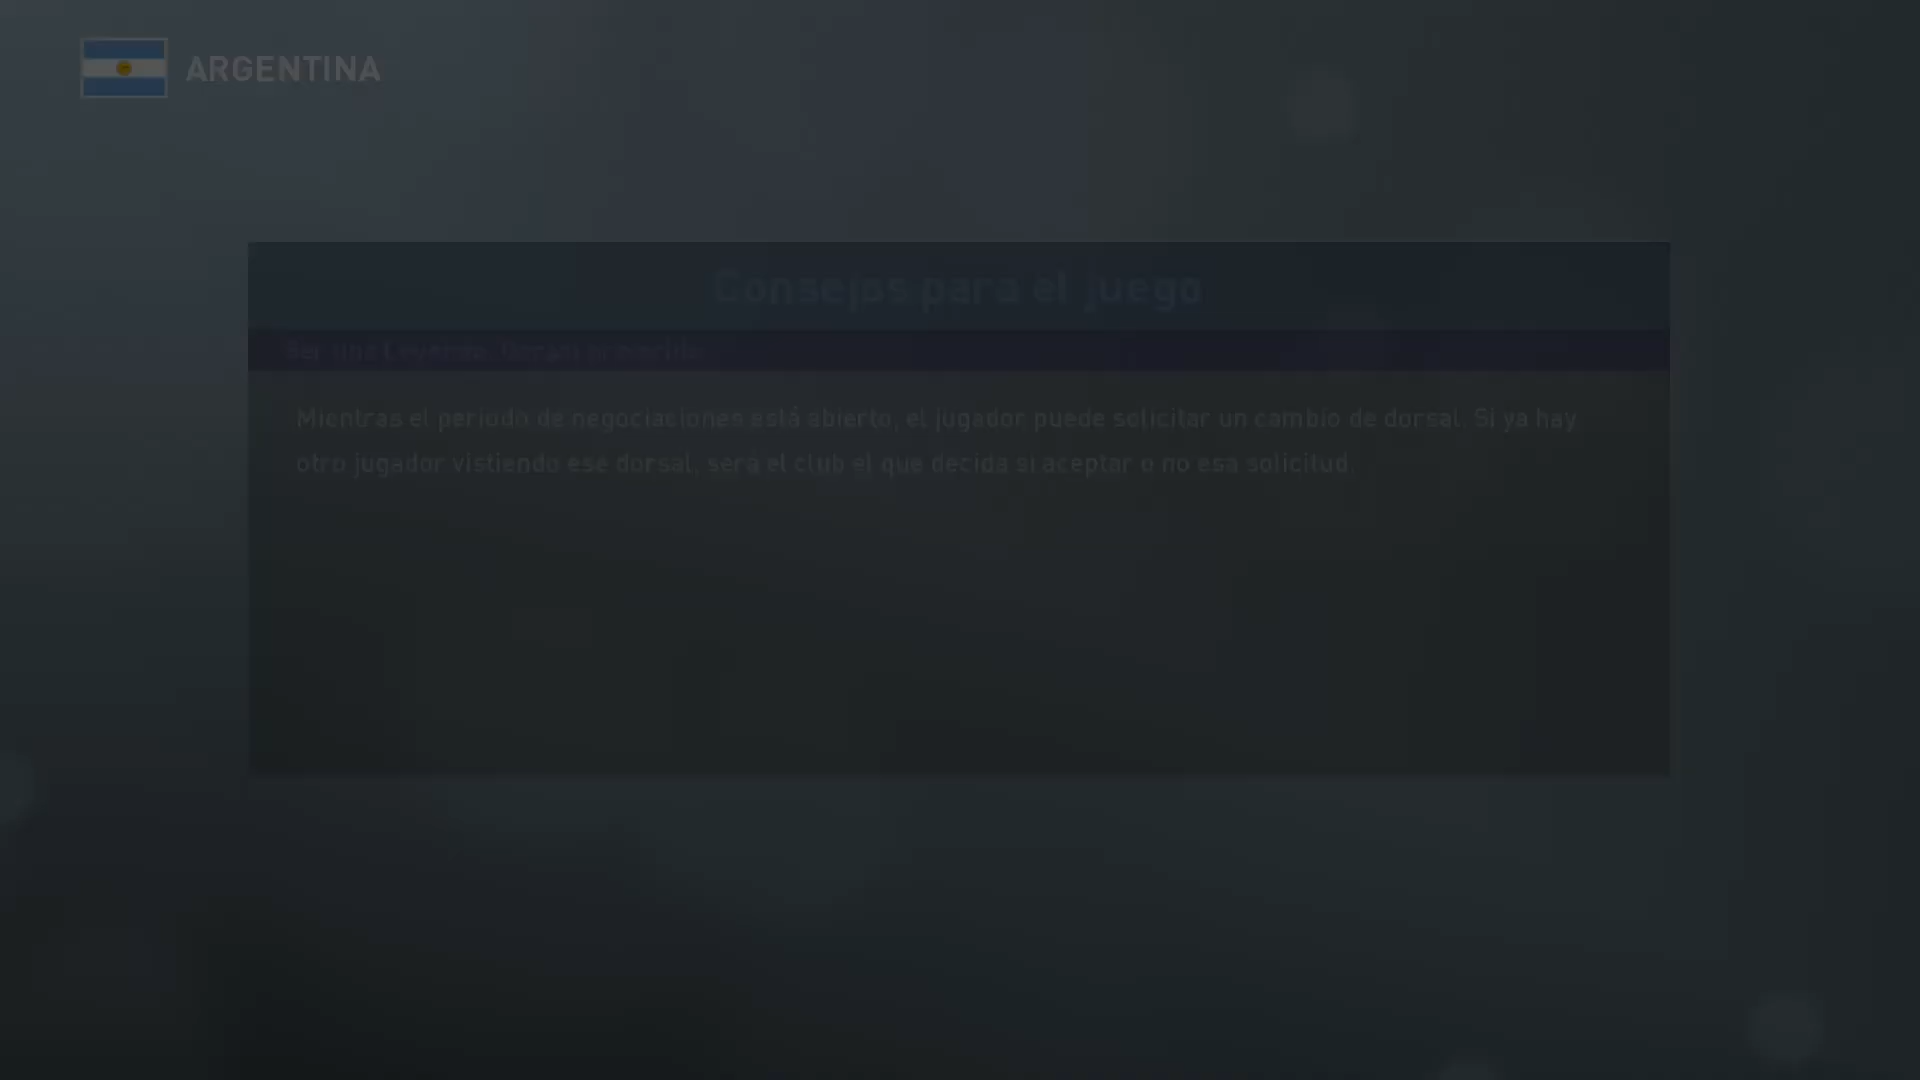 ARGENTINA
Consejos para el juego
Ser una Leyenda: Dorsal preferido
Mientras el periodo de negociaciones está abierto, el jugador puede solicitar un cambio de dorsal. Si ya hay
otro jugador vistiendo ese dorsal, será el club el que decida si aceptar o no esa solicitud.